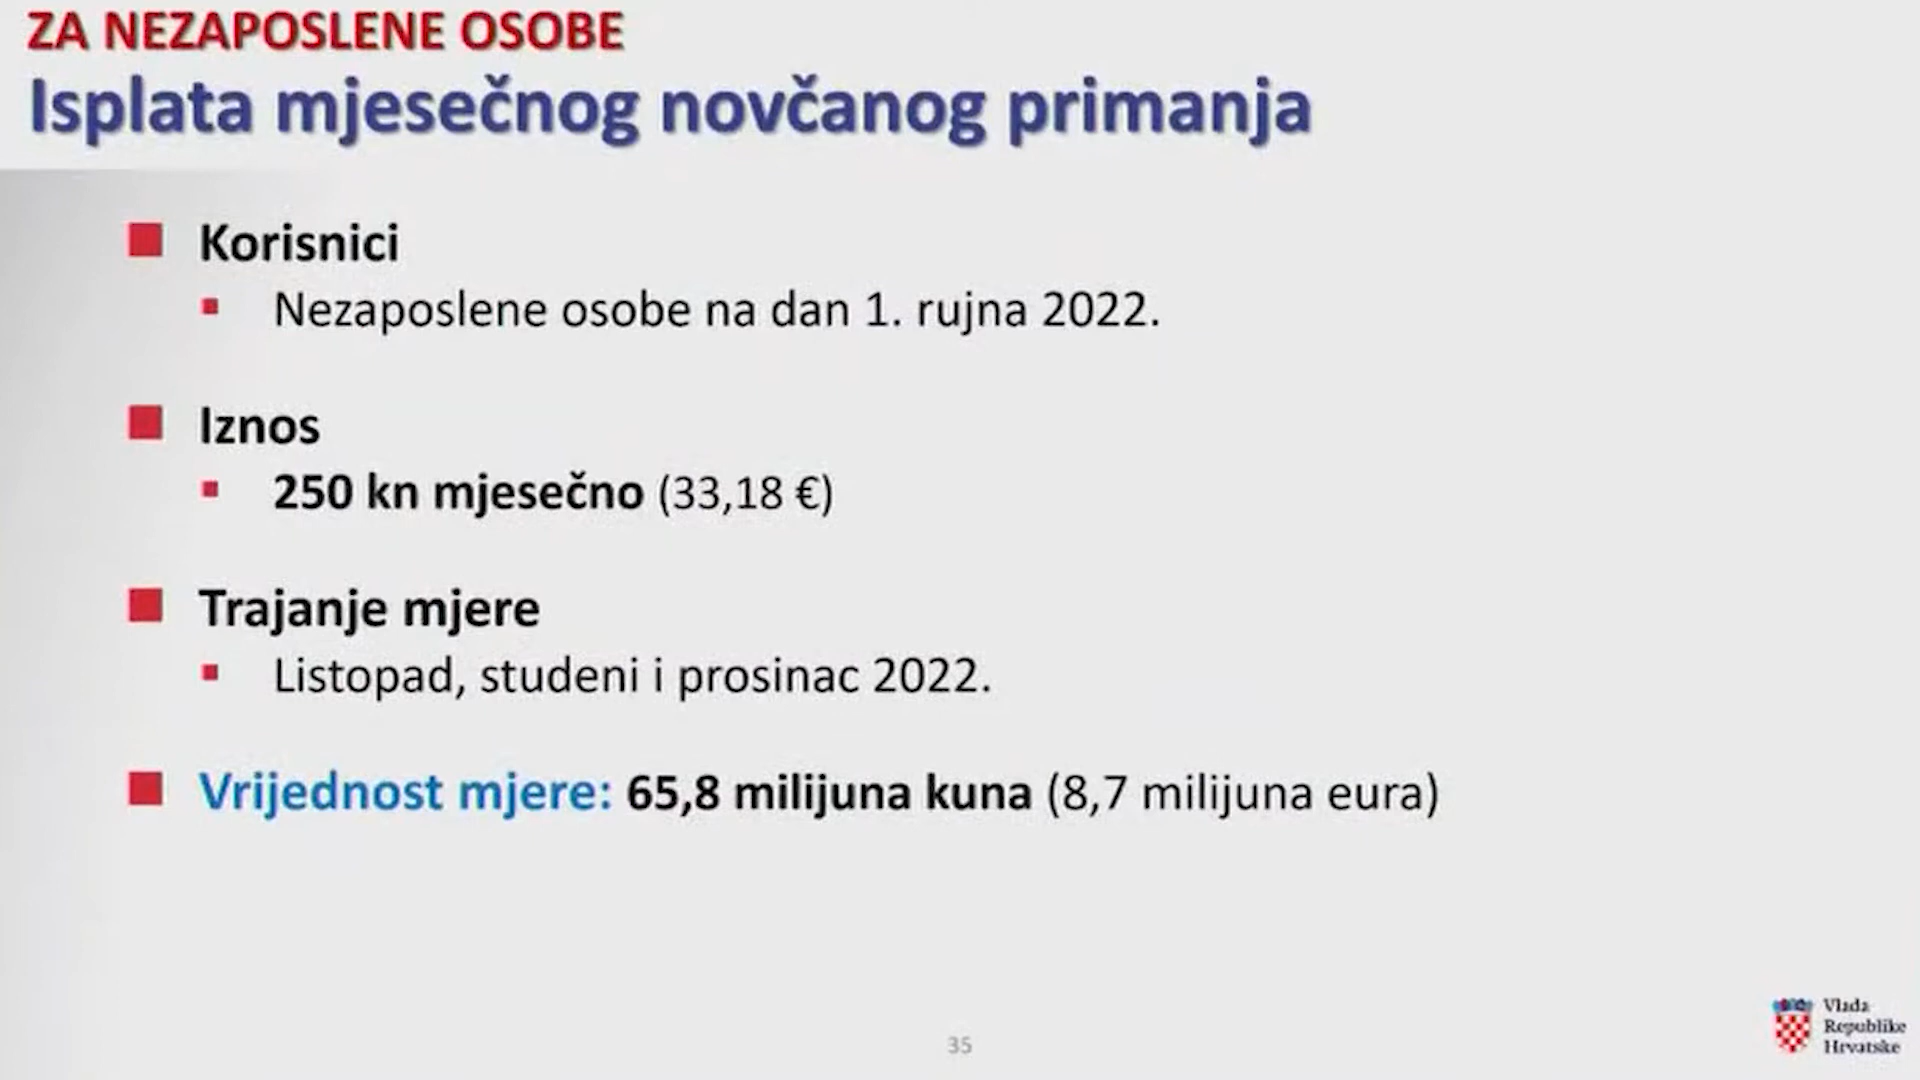 ZA NEZAPOSLENE OSOBE
Isplata mjesečnog novčanog primanja
Korisnici
Nezaposlene osobe na dan 1. rujna 2022.
Iznos
250 kn mjesečno (33,18 €)
Trajanje mjere
Listopad, studeni i prosinac 2022.
Vrijednost mjere: 65,8 milijuna kuna (8,7 milijuna eura)
35
Vlada
Republike
Hrvatske